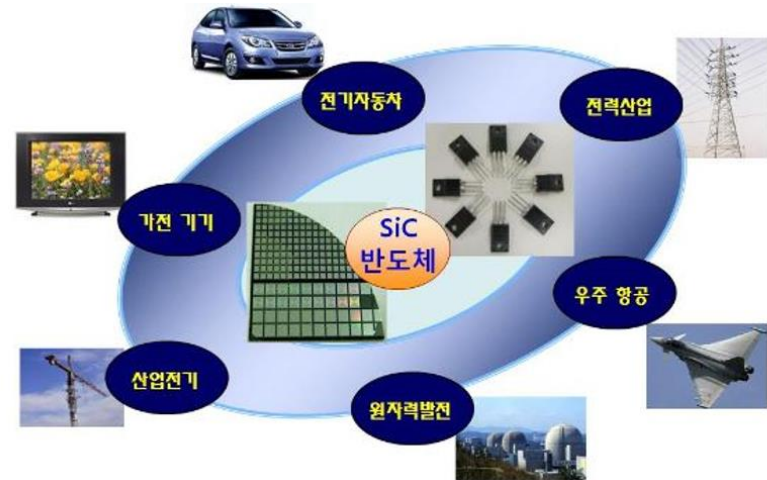 전기자동차
전력산업
가전 기기
SiC
반도체
우주 항공
산업전기
원자력발전